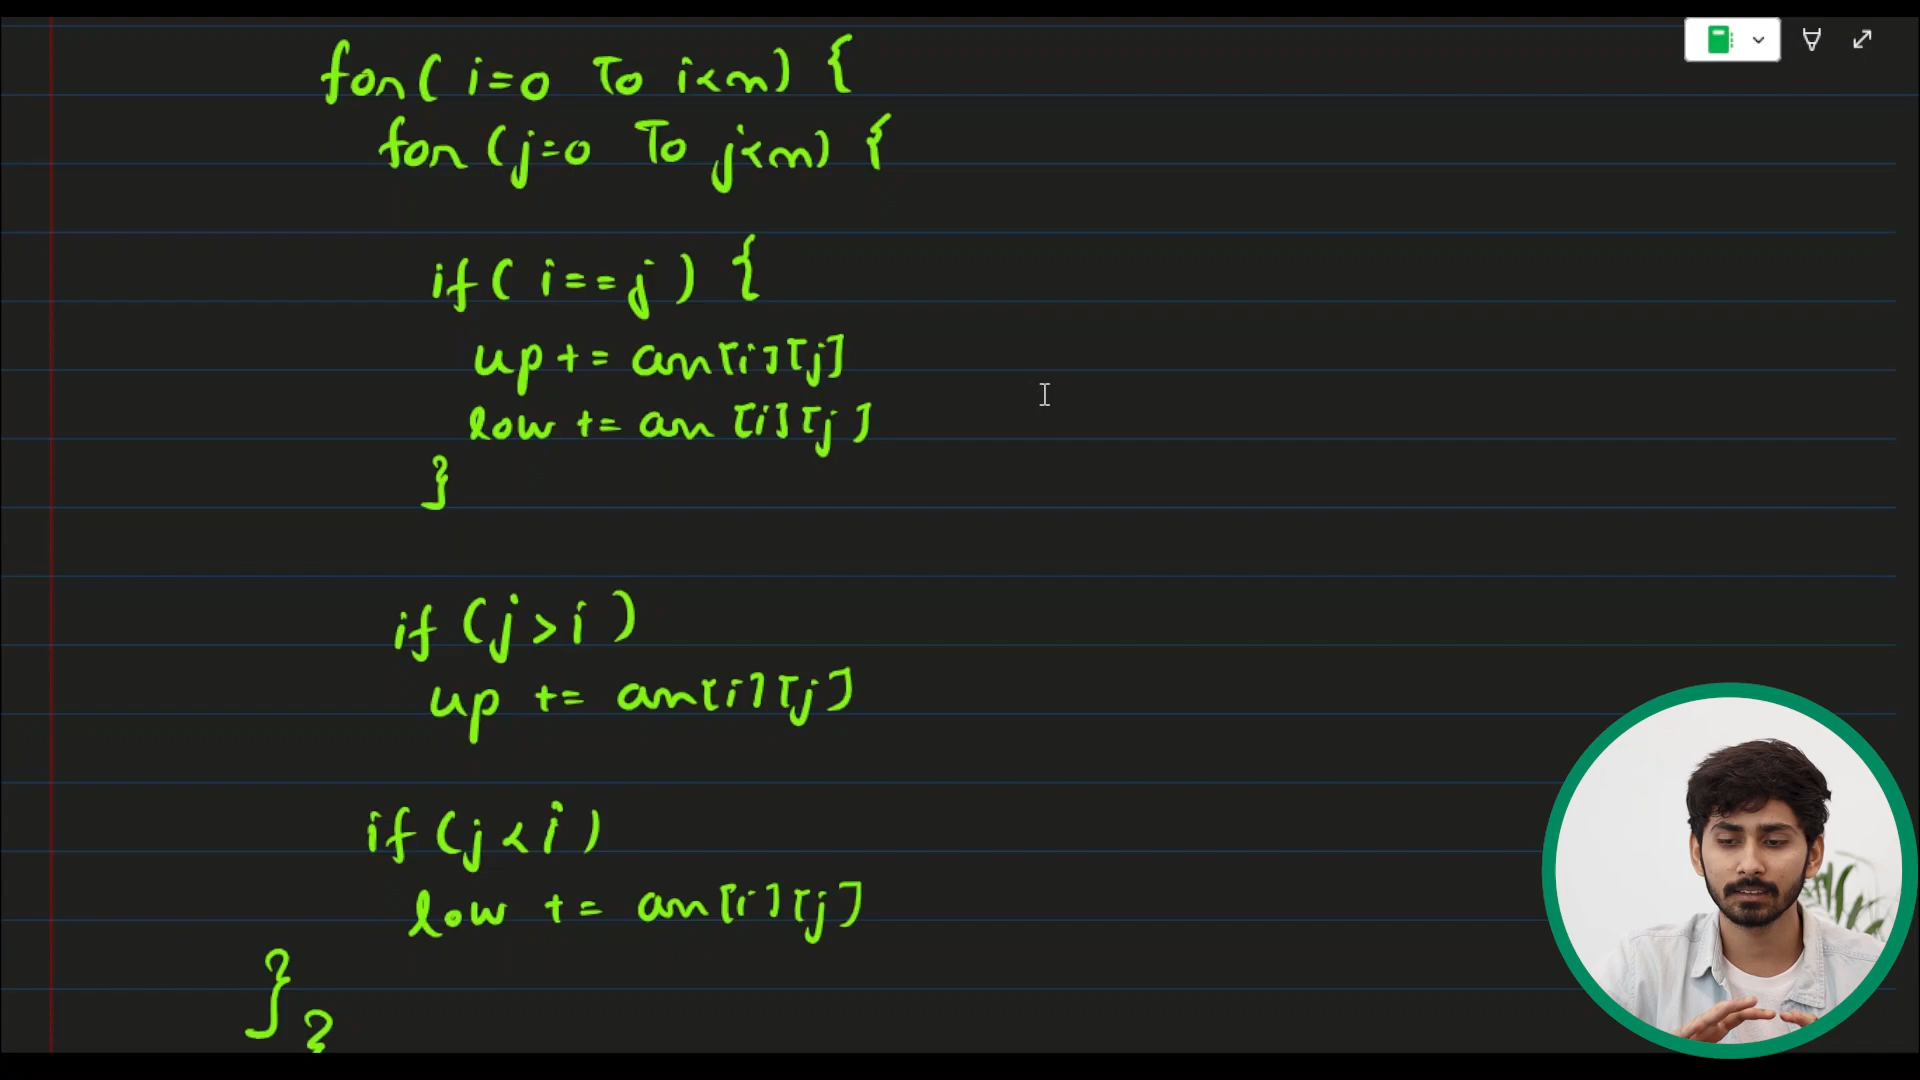 for( i=0 To i<n) {
for (j=0 To j<n) {
if( i==j ) {
up += arr[i][j]
low += arr [i][j]
}
if (j>i )
up += arr[i][j]
if (j<i )
low += arr[i][j]
}
}